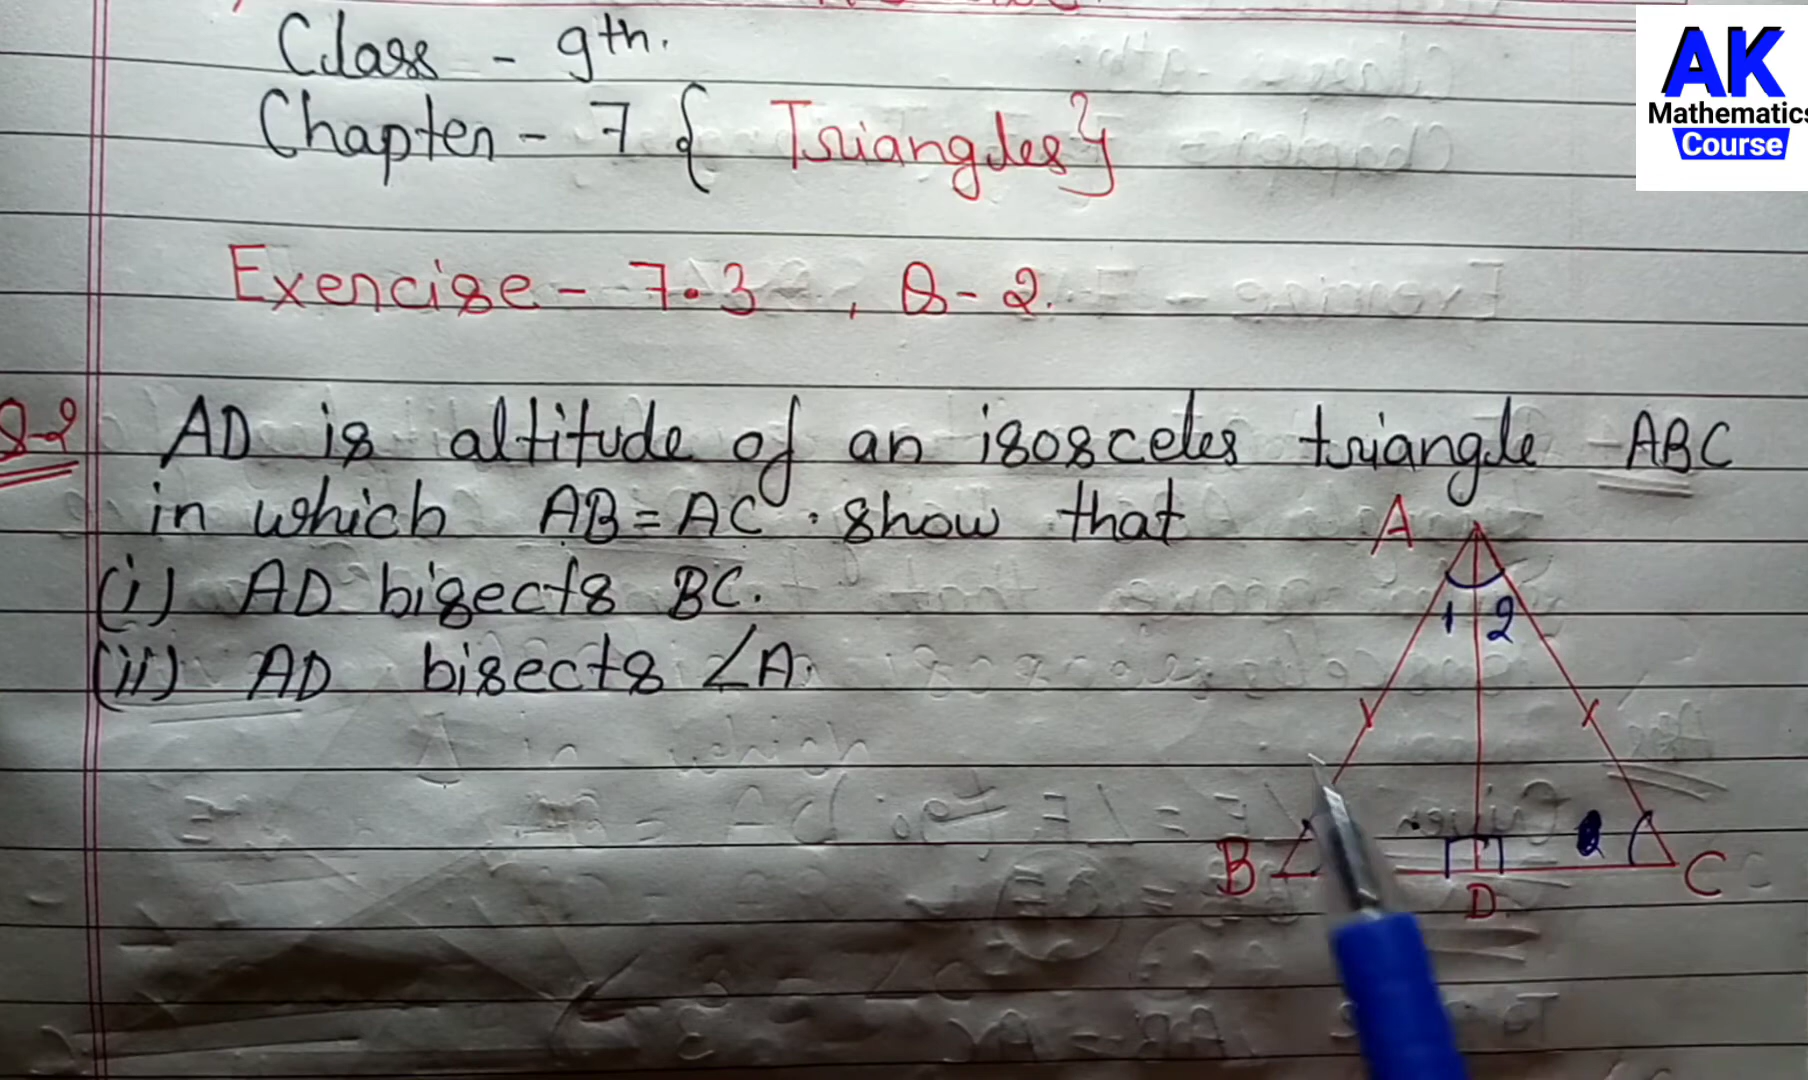 Class - 9th.
Chapter - 7 { Triangles}
Exercise - 7.3 , Q - 2.
Q-2 AD is altitude of an isosceles triangle ABC
in which AB = AC . show that
(i) AD bisects BC.
(ii) AD bisects ∠A.
A
1 2
B D C
AK
Mathematics
Course